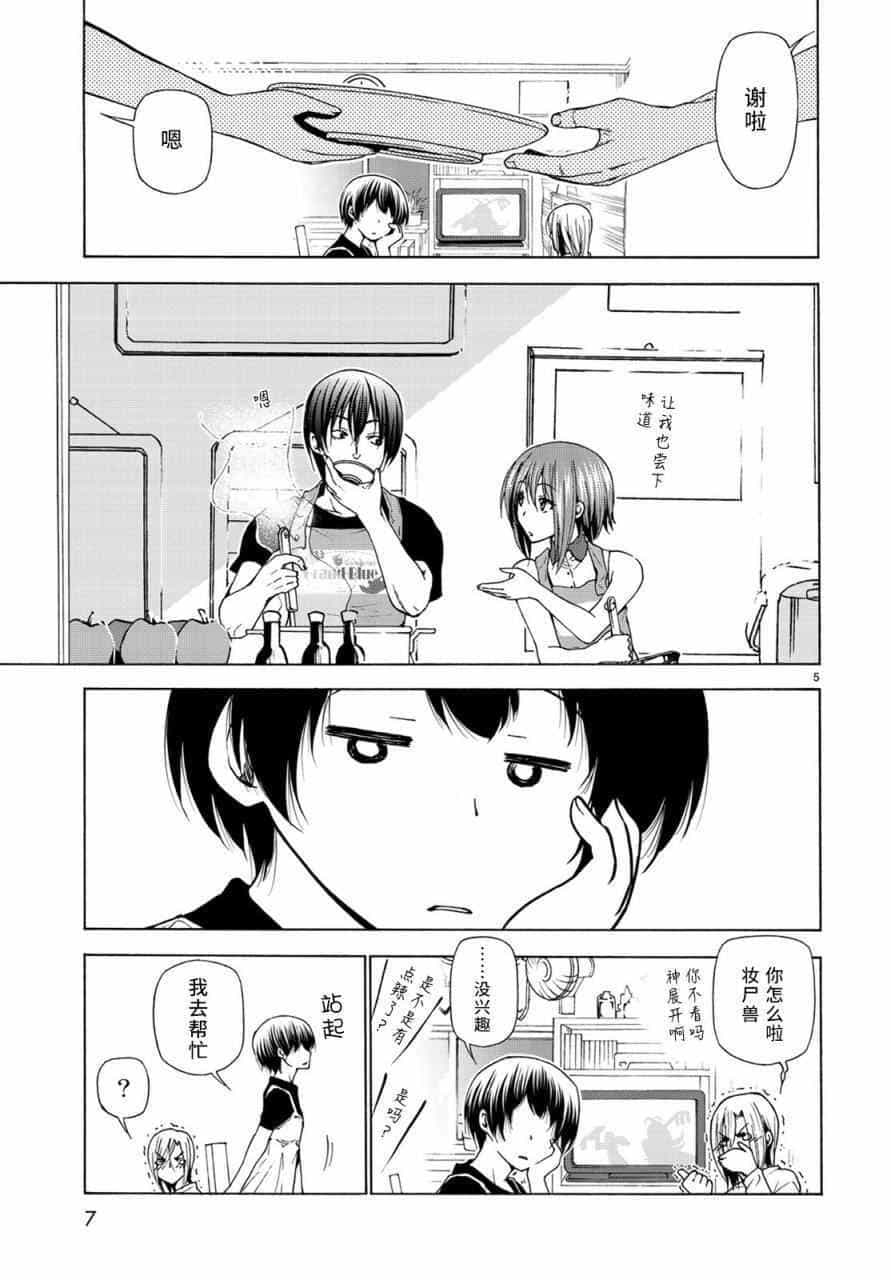 谢啦
嗯
让我也尝下
味道
嗯
Grand Blue
5
你怎么啦
妆尸兽
你不看吗
神展开啊
……没兴趣
是不是有
点辣了？
是吗？
站起
我去帮忙
？
7